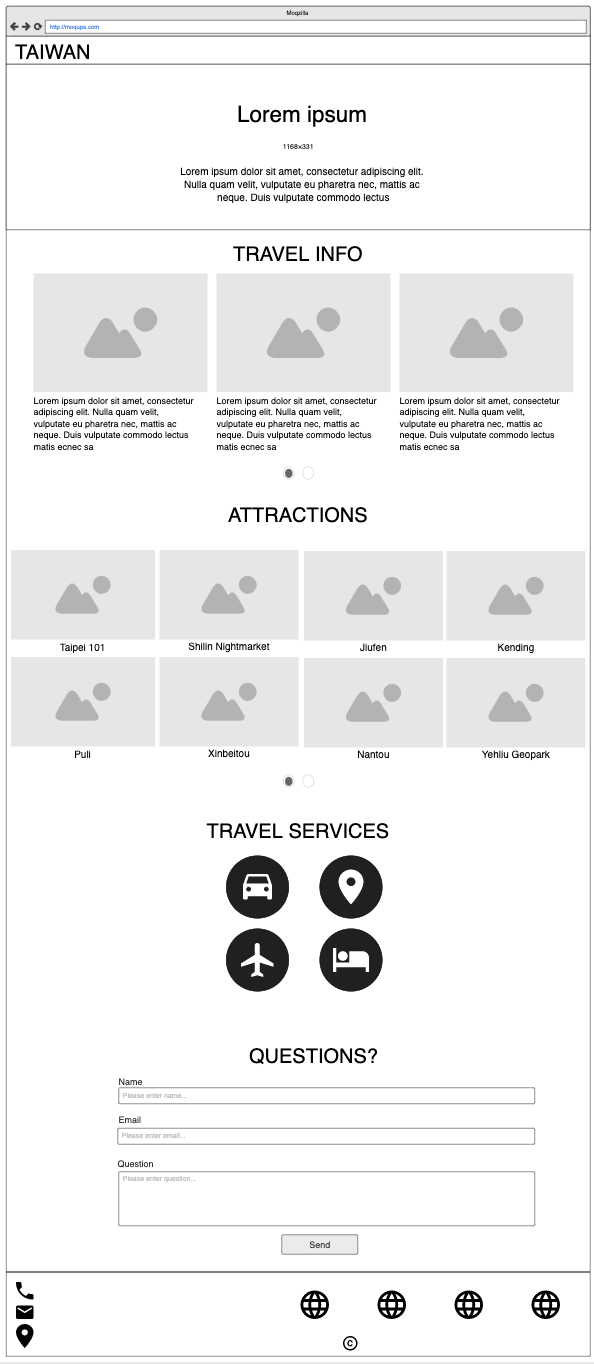 Moqzilla
http://moqups.com
TAIWAN
Lorem ipsum
1168×331
Lorem ipsum dolor sit amet, consectetur adipiscing elit.
Nulla quam velit, vulputate eu pharetra nec, mattis ac
neque. Duis vulputate commodo lectus
TRAVEL INFO
Lorem ipsum dolor sit amet, consectetur
adipiscing elit. Nulla quam velit,
vulputate eu pharetra nec, mattis ac
neque. Duis vulputate commodo lectus
matis ecnec sa
Lorem ipsum dolor sit amet, consectetur
adipiscing elit. Nulla quam velit,
vulputate eu pharetra nec, mattis ac
neque. Duis vulputate commodo lectus
matis ecnec sa
Lorem ipsum dolor sit amet, consectetur
adipiscing elit. Nulla quam velit,
vulputate eu pharetra nec, mattis ac
neque. Duis vulputate commodo lectus
matis ecnec sa
ATTRACTIONS
Taipei 101
Shilin Nightmarket
Jiufen
Kending
Puli
Xinbeitou
Nantou
Yehliu Geopark
TRAVEL SERVICES
QUESTIONS?
Name
Please enter name...
Email
Please enter email...
Question
Please enter question...
Send
©